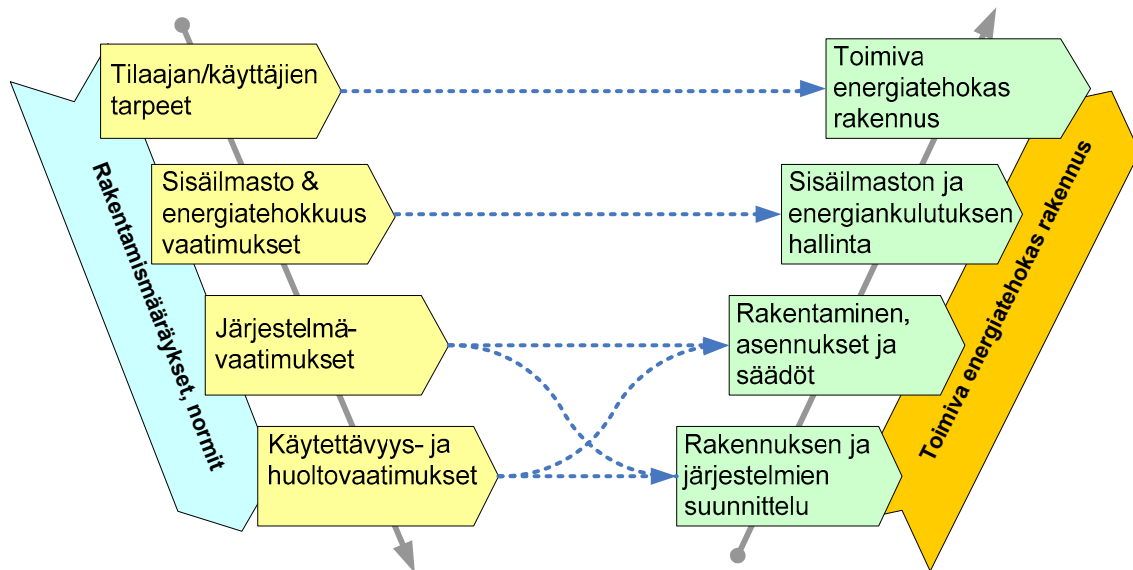 Tilaajan/käyttäjien
tarpeet
Toimiva
energiatehokas
rakennus
Sisäilmasto &
energiatehokkuus
vaatimukset
Sisäilmaston ja
energiankulutuksen
hallinta
Järjestelmä-
vaatimukset
Rakentaminen,
asennukset ja
säädöt
Käytettävyys- ja
huoltovaatimukset
Rakennuksen ja
järjestelmien
suunnittelu
Rakentamismääräykset, normit
Toimiva energiatehokas rakennus